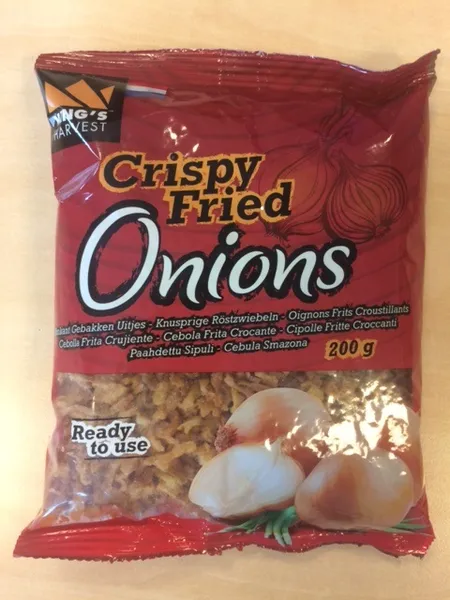 HARVEST
Crispy
Fried
Onions
Gebakken Uitjes - Knusprige Röstzwiebeln - Oignons Frits Croustillants
Cebolla Frita Crujiente - Cebola Frita Crocante - Cipolle Fritte Croccanti
Paahdettu Sipuli - Cebula Smazona
200 g
Ready
to use